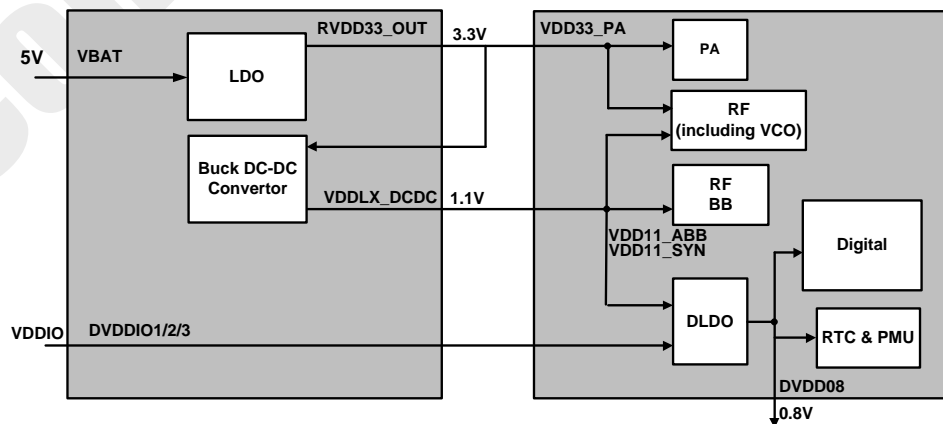 RVDD33_OUT
3.3V
VDD33_PA
5V
VBAT
LDO
PA
RF
(including VCO)
Buck DC-DC
Convertor
VDDLX_DCDC
1.1V
RF
BB
VDD11_ABB
VDD11_SYN
Digital
VDDIO
DVDDIO1/2/3
DLDO
RTC & PMU
DVDD08
0.8V